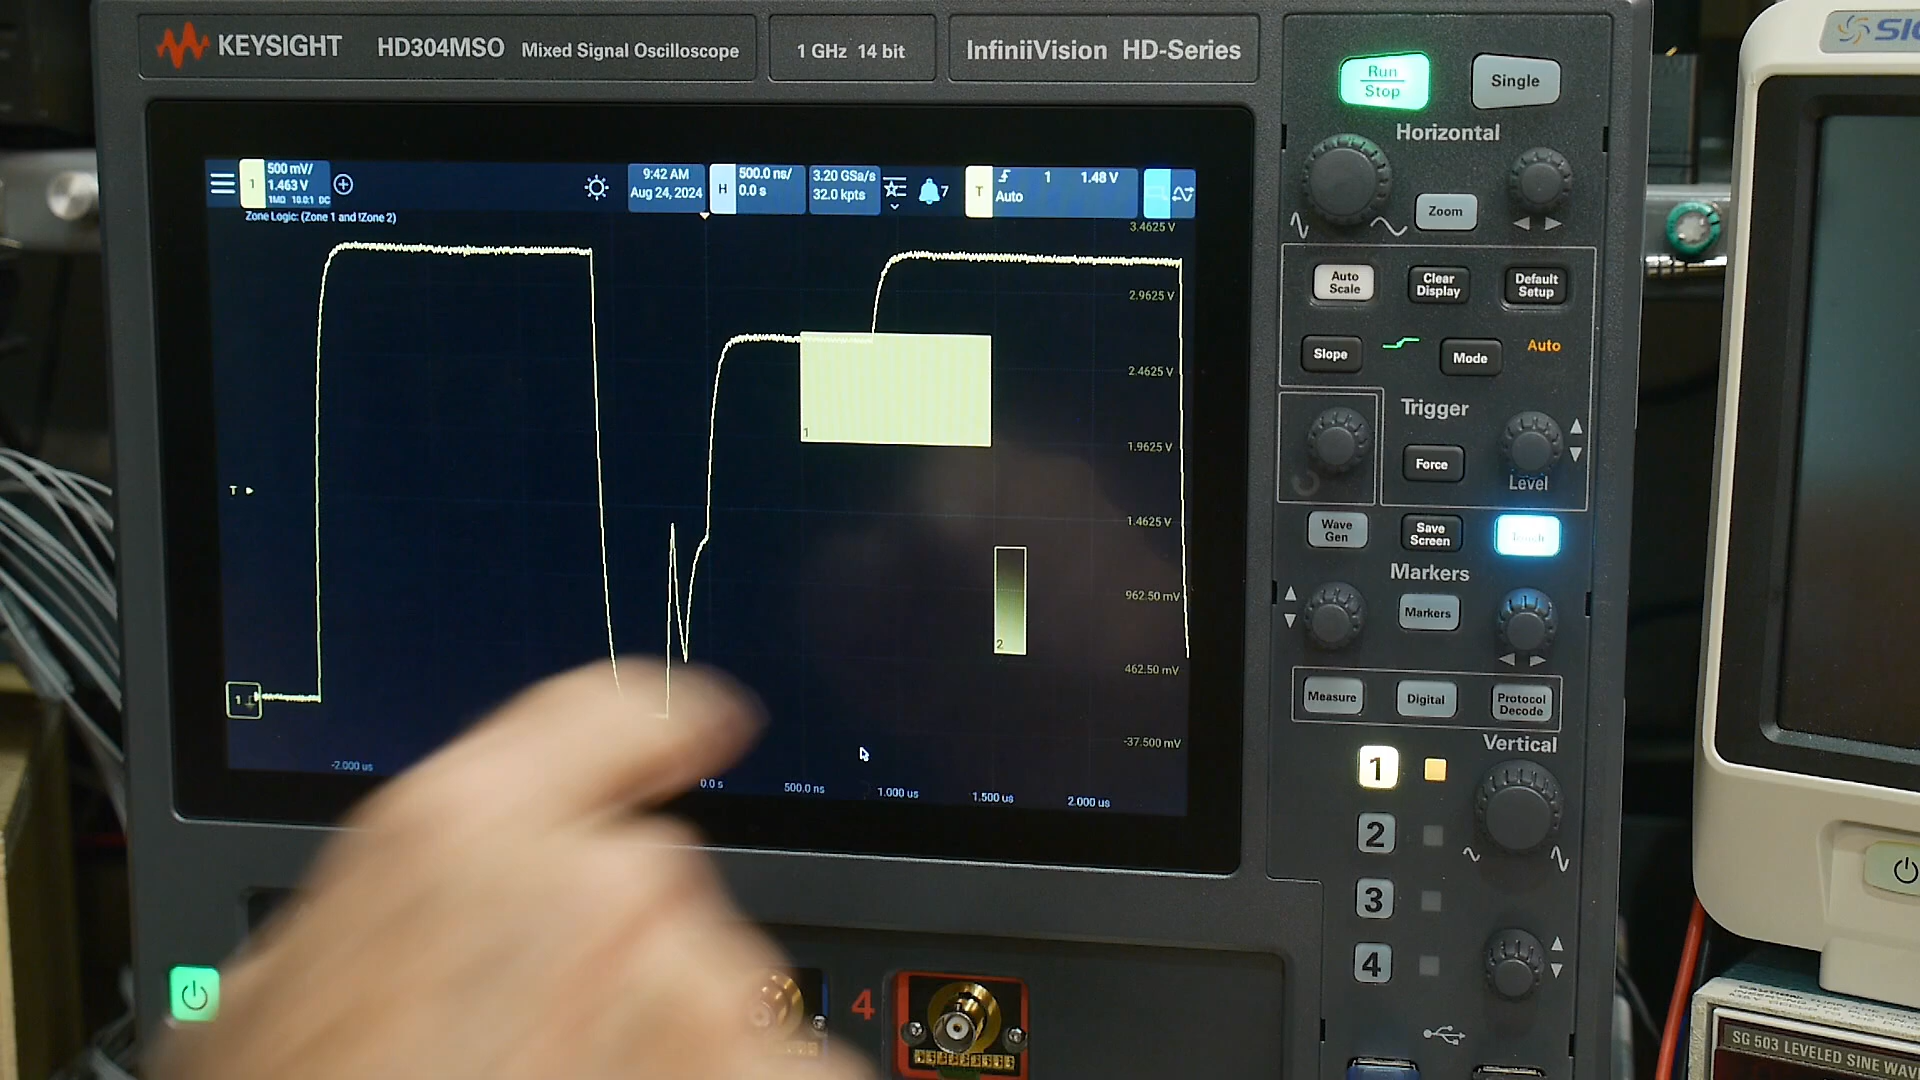 KEYSIGHT HD304MSO Mixed Signal Oscilloscope 1 GHz 14 bit InfiniiVision HD-Series
Run
Stop
Single
Horizontal
Zoom
Auto
Scale
Clear
Display
Default
Setup
Slope
Mode
Auto
Trigger
Force
Level
Wave
Gen
Save
Screen
Touch
Markers
Markers
Measure
Digital
Protocol
Decode
Vertical
1
2
3
4
1
500 mV/
1.463 V
1MΩ 10.0:1 DC
9:42 AM
Aug 24, 2024
H
500.0 ns/
0.0 s
3.20 GSa/s
32.0 kpts
7
T
1 1.48 V
Auto
Zone Logic: (Zone 1 and !Zone 2)
3.4625 V
2.9625 V
2.4625 V
1.9625 V
1.4625 V
962.50 mV
462.50 mV
-37.500 mV
T
1
1
2
-2.000 us
0.0 s
500.0 ns
1.000 us
1.500 us
2.000 us
4
SG 503 LEVELED SINE WAV